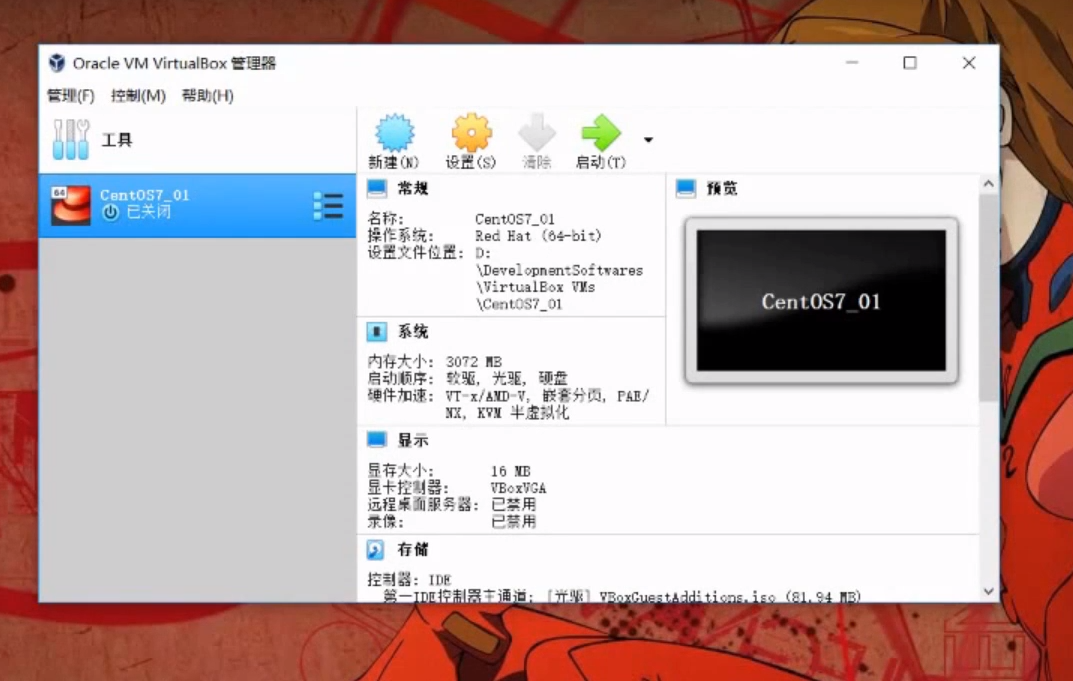 Oracle VM VirtualBox 管理器
管理(F) 控制(M) 帮助(H)
工具
新建(N) 设置(S) 清除 启动(T)
64
CentOS7_01
已关闭
常规
名称: CentOS7_01
操作系统: Red Hat (64-bit)
设置文件位置: D:
\DevelopmentSoftwares
\VirtualBox VMs
\CentOS7_01
预览
CentOS7_01
系统
内存大小: 3072 MB
启动顺序: 软驱, 光驱, 硬盘
硬件加速: VT-x/AMD-V, 嵌套分页, PAE/
NX, KVM 半虚拟化
显示
显存大小: 16 MB
显卡控制器: VBoxVGA
远程桌面服务器: 已禁用
录像: 已禁用
存储
控制器: IDE
第一IDE控制器主通道: [光驱] VBoxGuestAdditions.iso (81.94 MB)